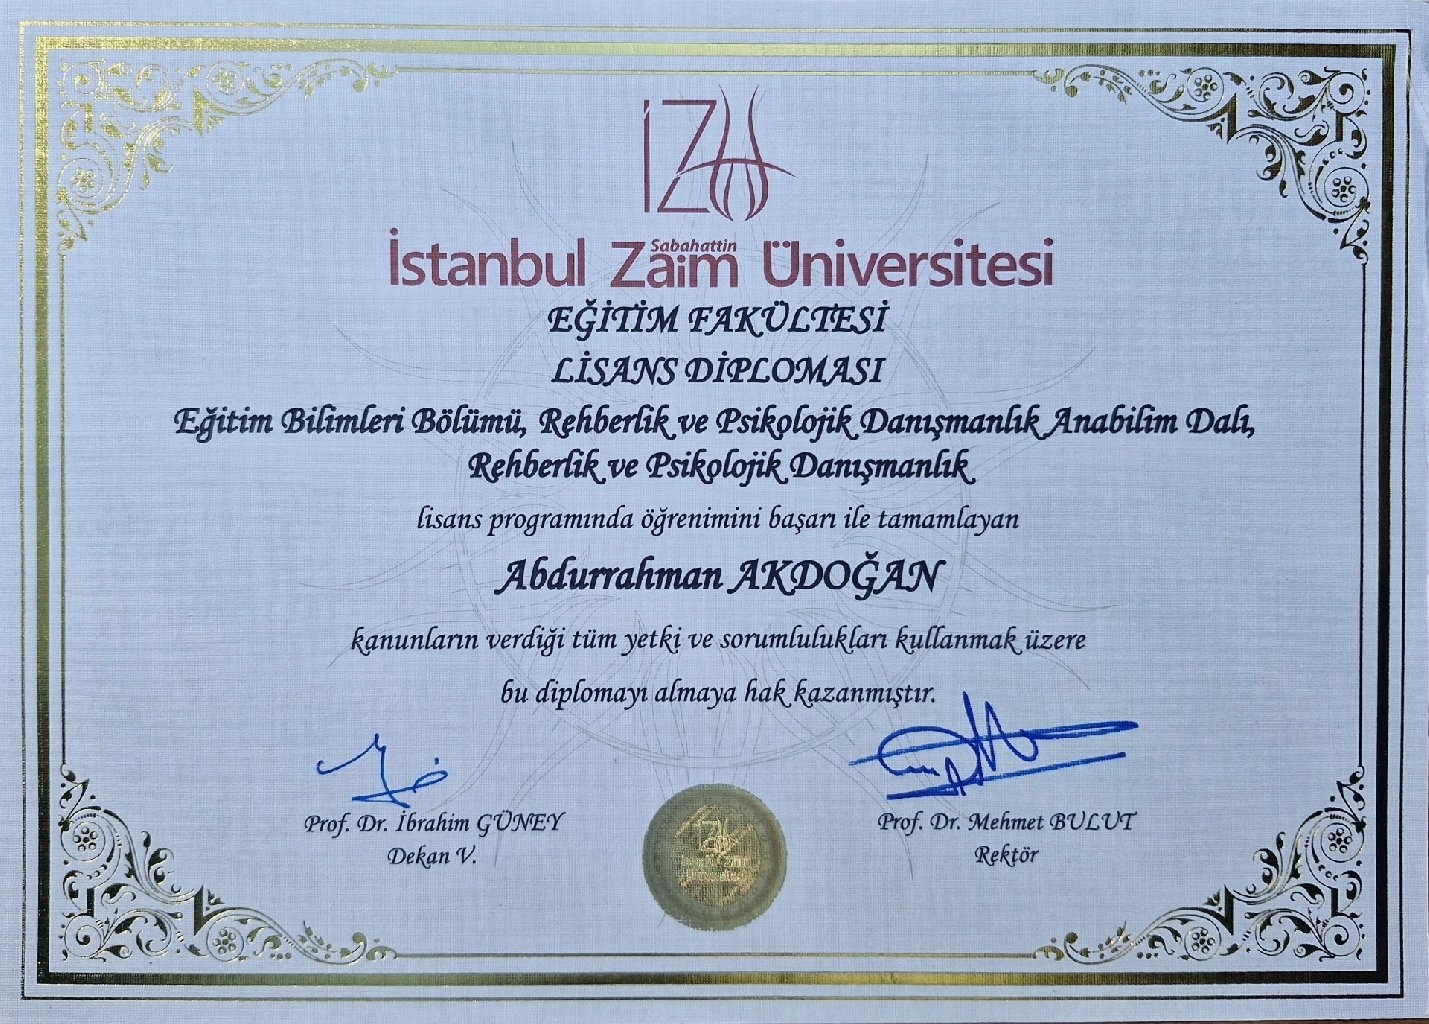 İZÜ
İstanbul Sabahattin Zaim Üniversitesi
EĞİTİM FAKÜLTESİ
LİSANS DİPLOMASI
Eğitim Bilimleri Bölümü, Rehberlik ve Psikolojik Danışmanlık Anabilim Dalı,
Rehberlik ve Psikolojik Danışmanlık
lisans programında öğrenimini başarı ile tamamlayan
Abdurrahman AKDOĞAN
kanunların verdiği tüm yetki ve sorumlulukları kullanmak üzere
bu diplomayı almaya hak kazanmıştır.
Prof. Dr. İbrahim GÜNEY
Dekan V.
Prof. Dr. Mehmet BULUT
Rektör